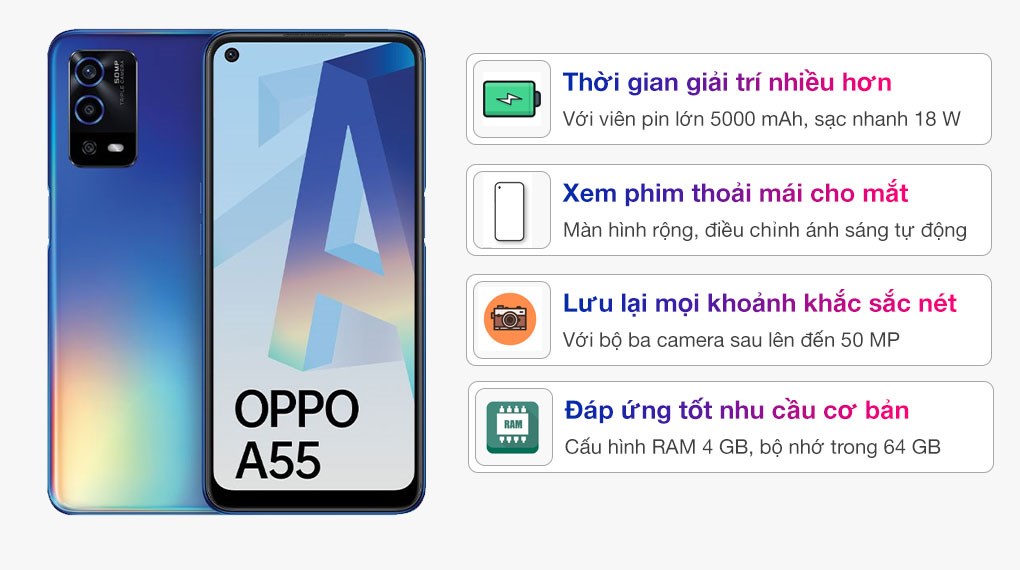 50MP
TRIPLE CAMERA
OPPO
A55
Thời gian giải trí nhiều hơn
Với viên pin lớn 5000 mAh, sạc nhanh 18 W
Xem phim thoải mái cho mắt
Màn hình rộng, điều chỉnh ánh sáng tự động
Lưu lại mọi khoảnh khắc sắc nét
Với bộ ba camera sau lên đến 50 MP
RAM
Đáp ứng tốt nhu cầu cơ bản
Cấu hình RAM 4 GB, bộ nhớ trong 64 GB